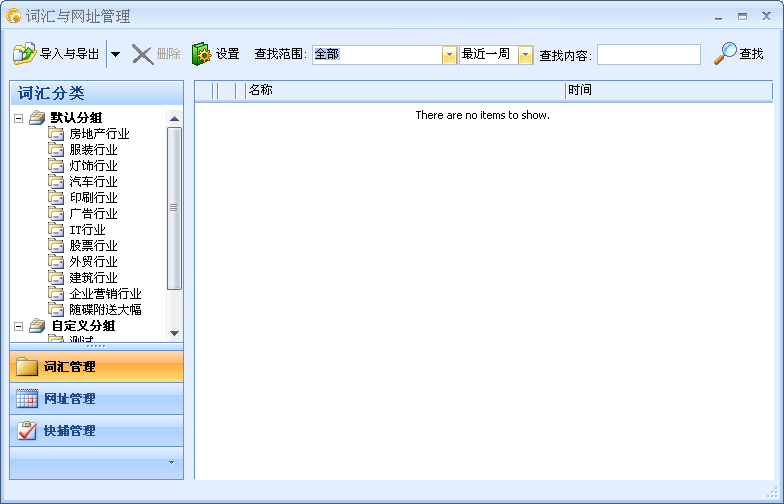 词汇与网址管理
导入与导出 删除 设置 查找范围: 全部 最近一周 查找内容: 查找
词汇分类
名称 时间
There are no items to show.
默认分组
房地产行业
服装行业
灯饰行业
汽车行业
印刷行业
广告行业
IT行业
股票行业
外贸行业
建筑行业
企业营销行业
随碟附送大幅
自定义分组
测试
词汇管理
网址管理
快捕管理